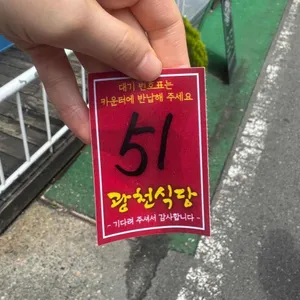 대기 번호표는
카운터에 반납해 주세요
51
광천식당
- 기다려 주셔서 감사합니다 -